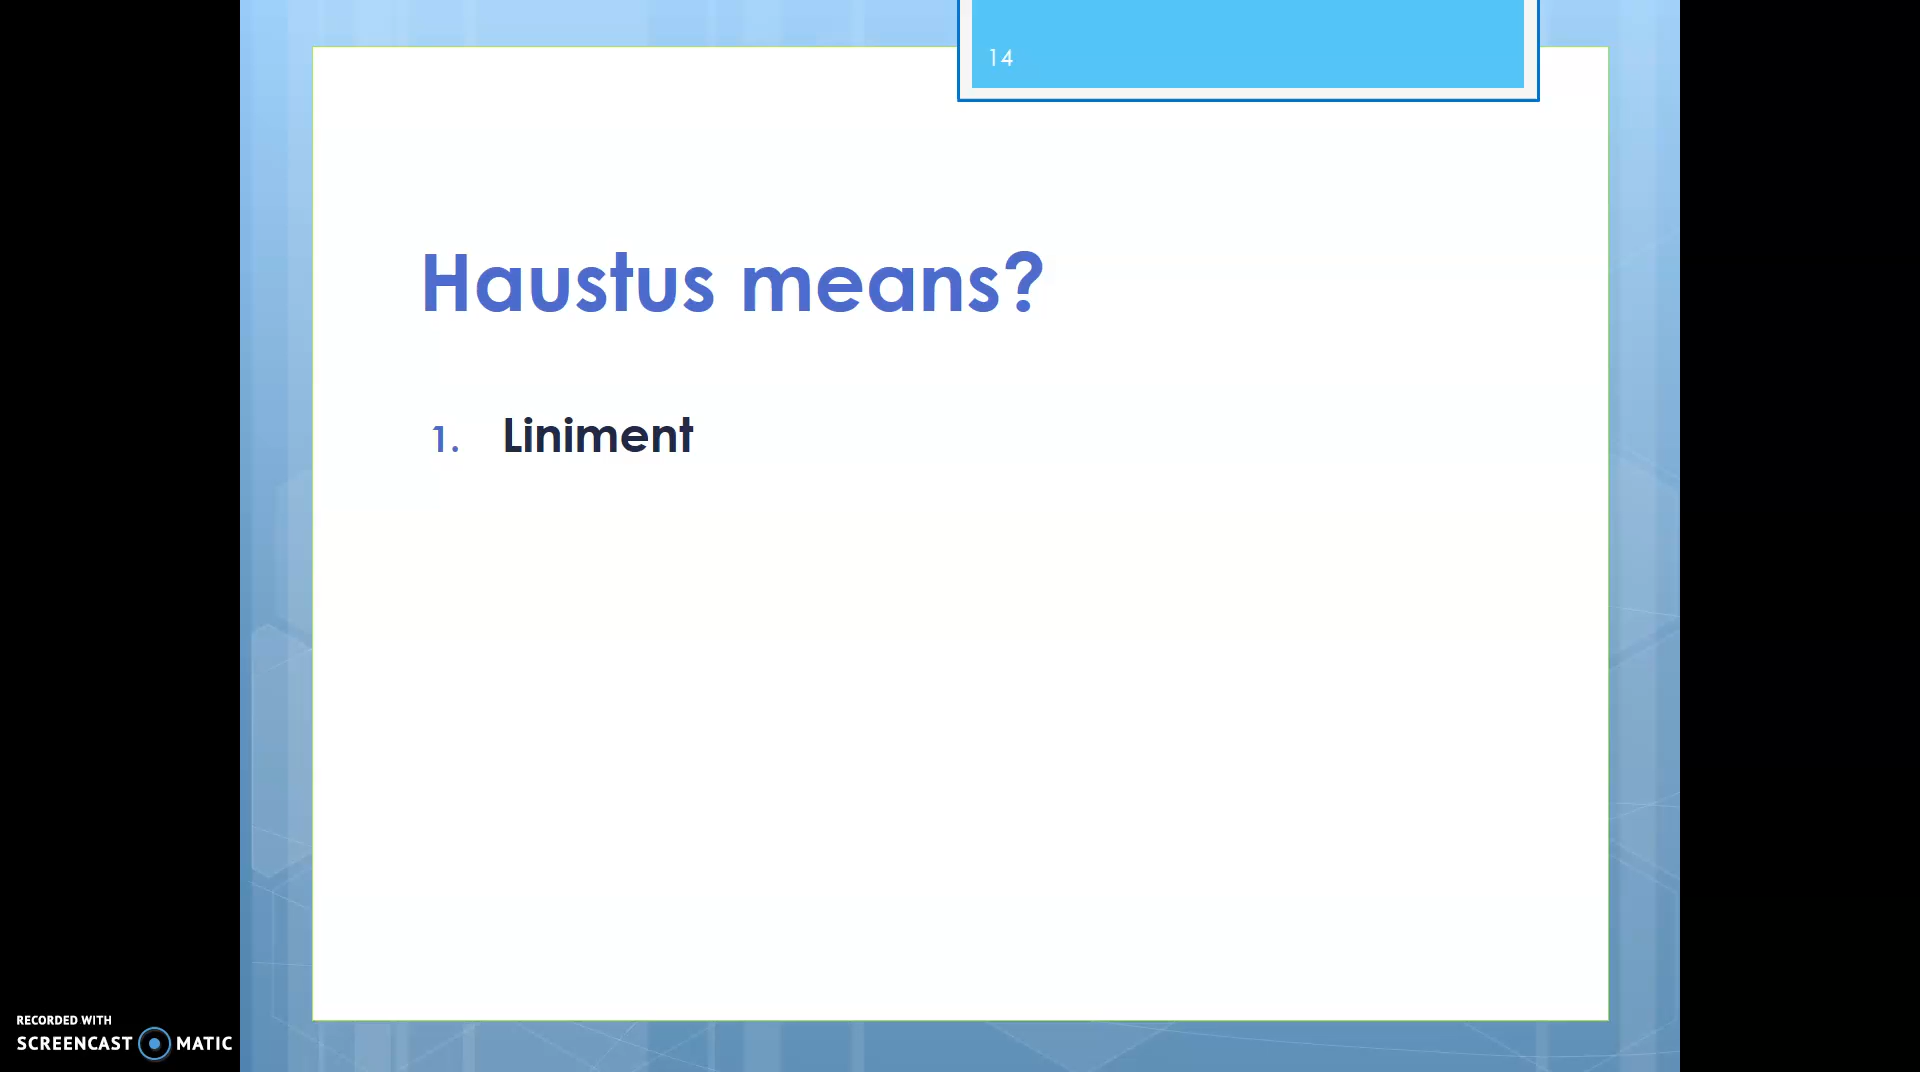 14
Haustus means?
1. Liniment
RECORDED WITH
SCREENCAST MATIC